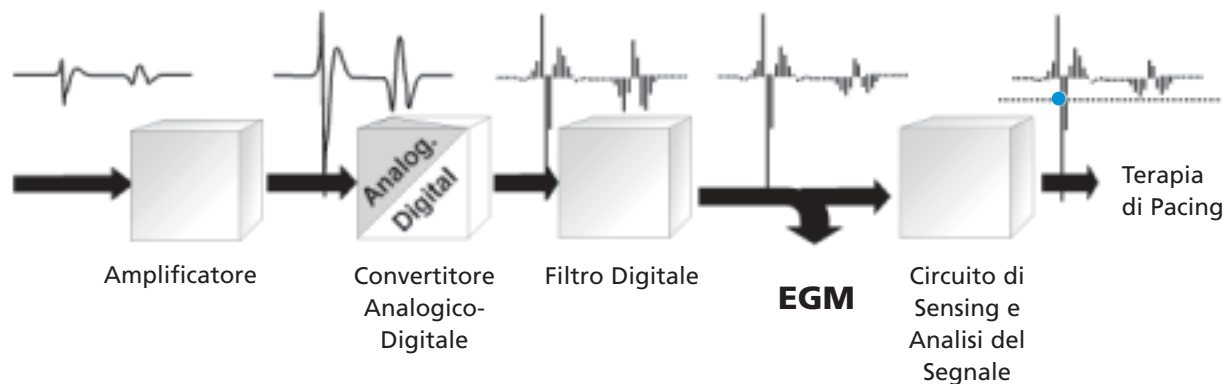 Analog.
Digital
Terapia
di Pacing
Amplificatore
Convertitore
Analogico-
Digitale
Filtro Digitale
EGM
Circuito di
Sensing e
Analisi del
Segnale